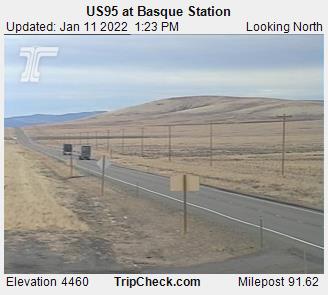 US95 at Basque Station
Updated: Jan 11 2022 1:23 PM Looking North
Elevation 4460 TripCheck.com Milepost 91.62